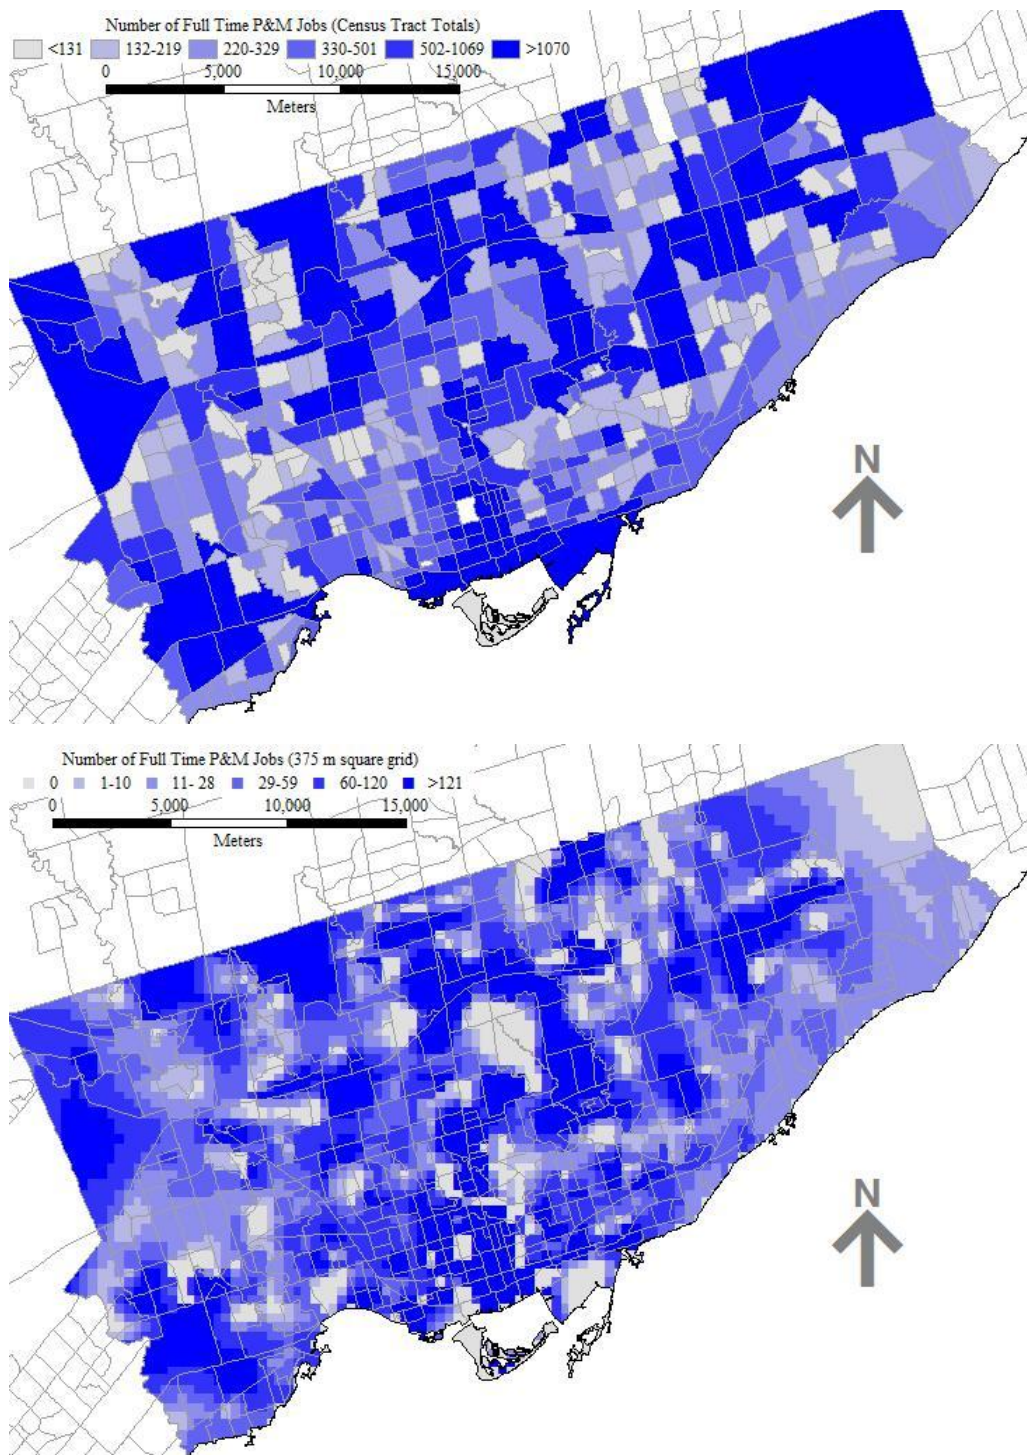 Number of Full Time P&M Jobs (Census Tract Totals)
<131 132-219 220-329 330-501 502-1069 >1070
0 5,000 10,000 15,000
Meters
N
Number of Full Time P&M Jobs (375 m square grid)
0 1-10 11- 28 29-59 60-120 >121
0 5,000 10,000 15,000
Meters
N